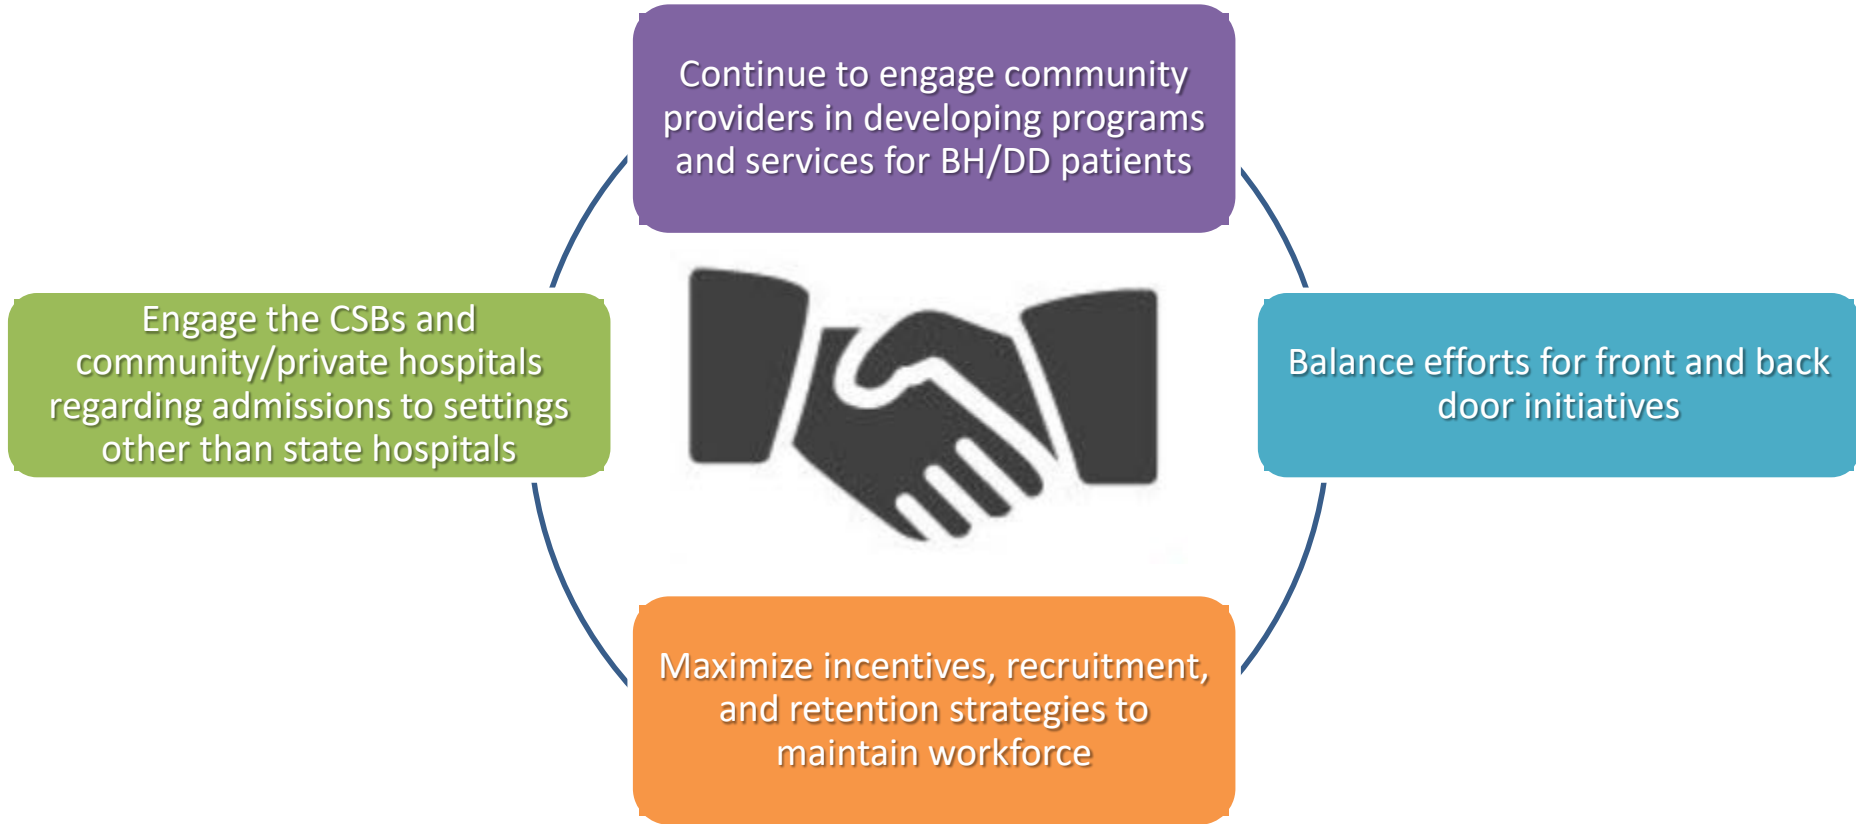 Continue to engage community
providers in developing programs
and services for BH/DD patients
Engage the CSBs and
community/private hospitals
regarding admissions to settings
other than state hospitals
Balance efforts for front and back
door initiatives
Maximize incentives, recruitment,
and retention strategies to
maintain workforce